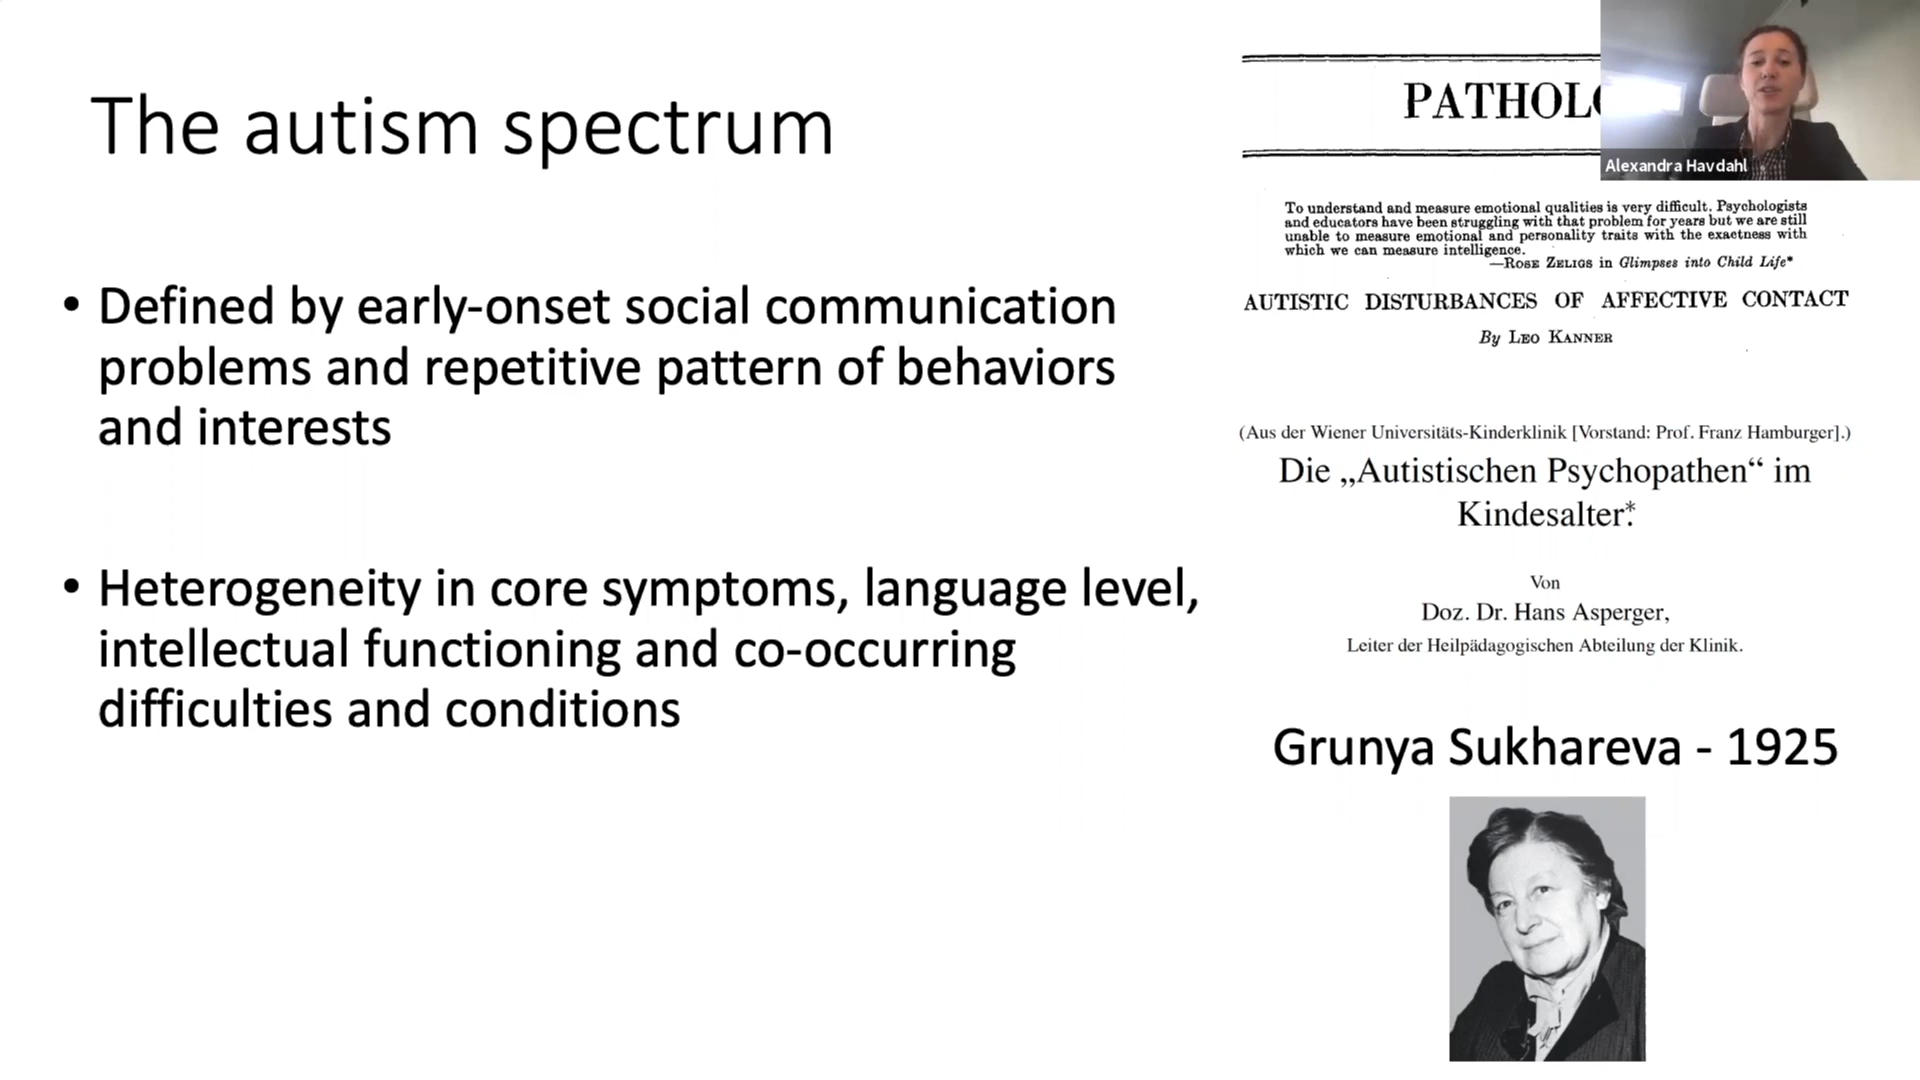 The autism spectrum
• Defined by early-onset social communication
problems and repetitive pattern of behaviors
and interests
• Heterogeneity in core symptoms, language level,
intellectual functioning and co-occurring
difficulties and conditions
Alexandra Havdahl
To understand and measure emotional qualities is very difficult. Psychologists
and educators have been struggling with that problem for years but we are still
unable to measure emotional and personality traits with the exactness with
which we can measure intelligence.
—ROSE ZELIGS in Glimpses into Child Life*
AUTISTIC DISTURBANCES OF AFFECTIVE CONTACT
By LEO KANNER
(Aus der Wiener Universitäts-Kinderklinik [Vorstand: Prof. Franz Hamburger].)
Die „Autistischen Psychopathen“ im
Kindesalter.*
Von
Doz. Dr. Hans Asperger,
Leiter der Heilpädagogischen Abteilung der Klinik.
Grunya Sukhareva - 1925